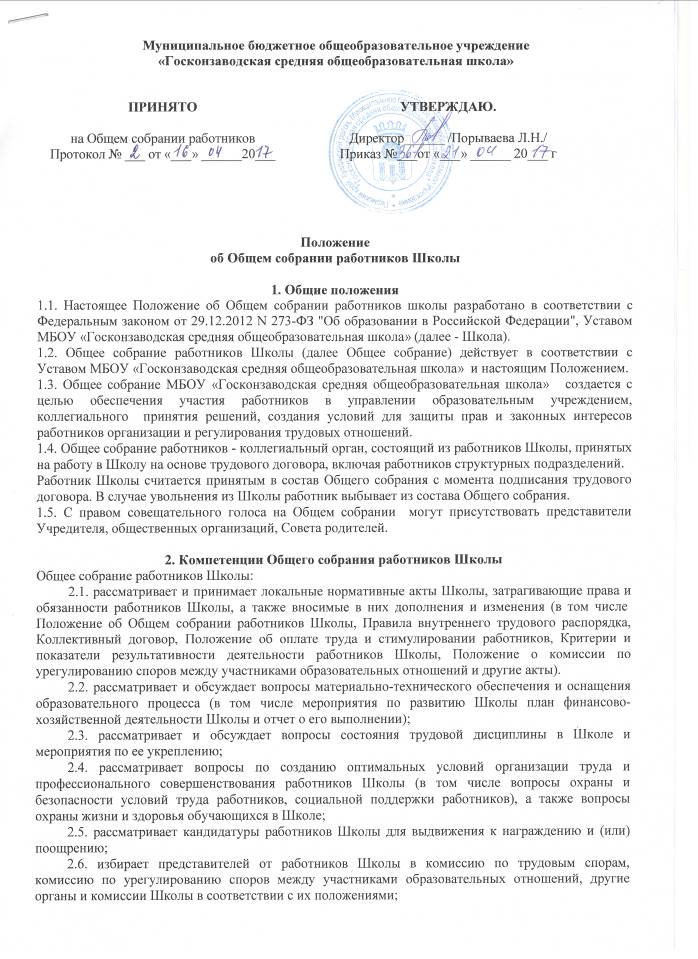 Муниципальное бюджетное общеобразовательное учреждение
«Госконзаводская средняя общеобразовательная школа»
ПРИНЯТО
УТВЕРЖДАЮ.
на Общем собрании работников
Директор /Порываева Л.Н./
Протокол № 2 от «16» 04 2017
Приказ № от «21» 04 2017 г
Положение
об Общем собрании работников Школы
1. Общие положения
1.1. Настоящее Положение об Общем собрании работников школы разработано в соответствии с
Федеральным законом от 29.12.2012 N 273-ФЗ "Об образовании в Российской Федерации", Уставом
МБОУ «Госконзаводская средняя общеобразовательная школа» (далее - Школа).
1.2. Общее собрание работников Школы (далее Общее собрание) действует в соответствии с
Уставом МБОУ «Госконзаводская средняя общеобразовательная школа» и настоящим Положением.
1.3. Общее собрание МБОУ «Госконзаводская средняя общеобразовательная школа» создается с
целью обеспечения участия работников в управлении образовательным учреждением,
коллегиального принятия решений, создания условий для защиты прав и законных интересов
работников организации и регулирования трудовых отношений.
1.4. Общее собрание работников - коллегиальный орган, состоящий из работников Школы, принятых
на работу в Школу на основе трудового договора, включая работников структурных подразделений.
Работник Школы считается принятым в состав Общего собрания с момента подписания трудового
договора. В случае увольнения из Школы работник выбывает из состава Общего собрания.
1.5. С правом совещательного голоса на Общем собрании могут присутствовать представители
Учредителя, общественных организаций, Совета родителей.
2. Компетенции Общего собрания работников Школы
Общее собрание работников Школы:
2.1. рассматривает и принимает локальные нормативные акты Школы, затрагивающие права и
обязанности работников Школы, а также вносимые в них дополнения и изменения (в том числе
Положение об Общем собрании работников Школы, Правила внутреннего трудового распорядка,
Коллективный договор, Положение об оплате труда и стимулировании работников, Критерии и
показатели результативности деятельности работников Школы, Положение о комиссии по
урегулированию споров между участниками образовательных отношений и другие акты).
2.2. рассматривает и обсуждает вопросы материально-технического обеспечения и оснащения
образовательного процесса (в том числе мероприятия по развитию Школы план финансово-
хозяйственной деятельности Школы и отчет о его выполнении);
2.3. рассматривает и обсуждает вопросы состояния трудовой дисциплины в Школе и
мероприятия по ее укреплению;
2.4. рассматривает вопросы по созданию оптимальных условий организации труда и
профессионального совершенствования работников Школы (в том числе вопросы охраны и
безопасности условий труда работников, социальной поддержки работников), а также вопросы
охраны жизни и здоровья обучающихся в Школе;
2.5. рассматривает кандидатуры работников Школы для выдвижения к награждению и (или)
поощрению;
2.6. избирает представителей от работников Школы в комиссию по трудовым спорам,
комиссию по урегулированию споров между участниками образовательных отношений, другие
органы и комиссии Школы в соответствии с их положениями;